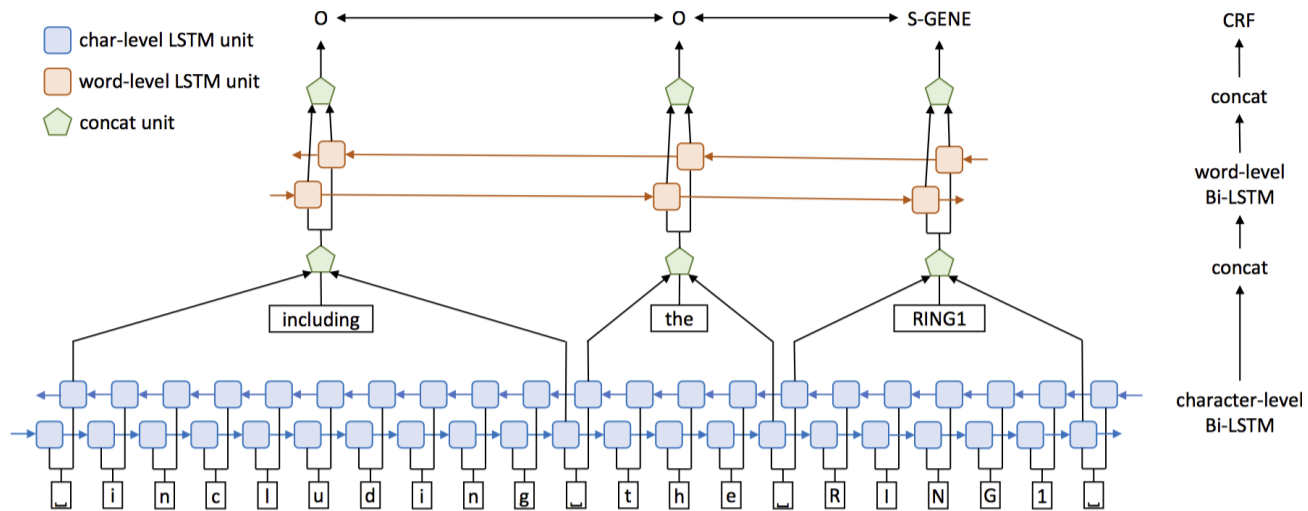 O O S-GENE CRF
char-level LSTM unit
word-level LSTM unit
concat unit
concat
word-level
Bi-LSTM
concat
including the RING1
character-level
Bi-LSTM
␣ i n c l u d i n g ␣ t h e ␣ R I N G 1 ␣